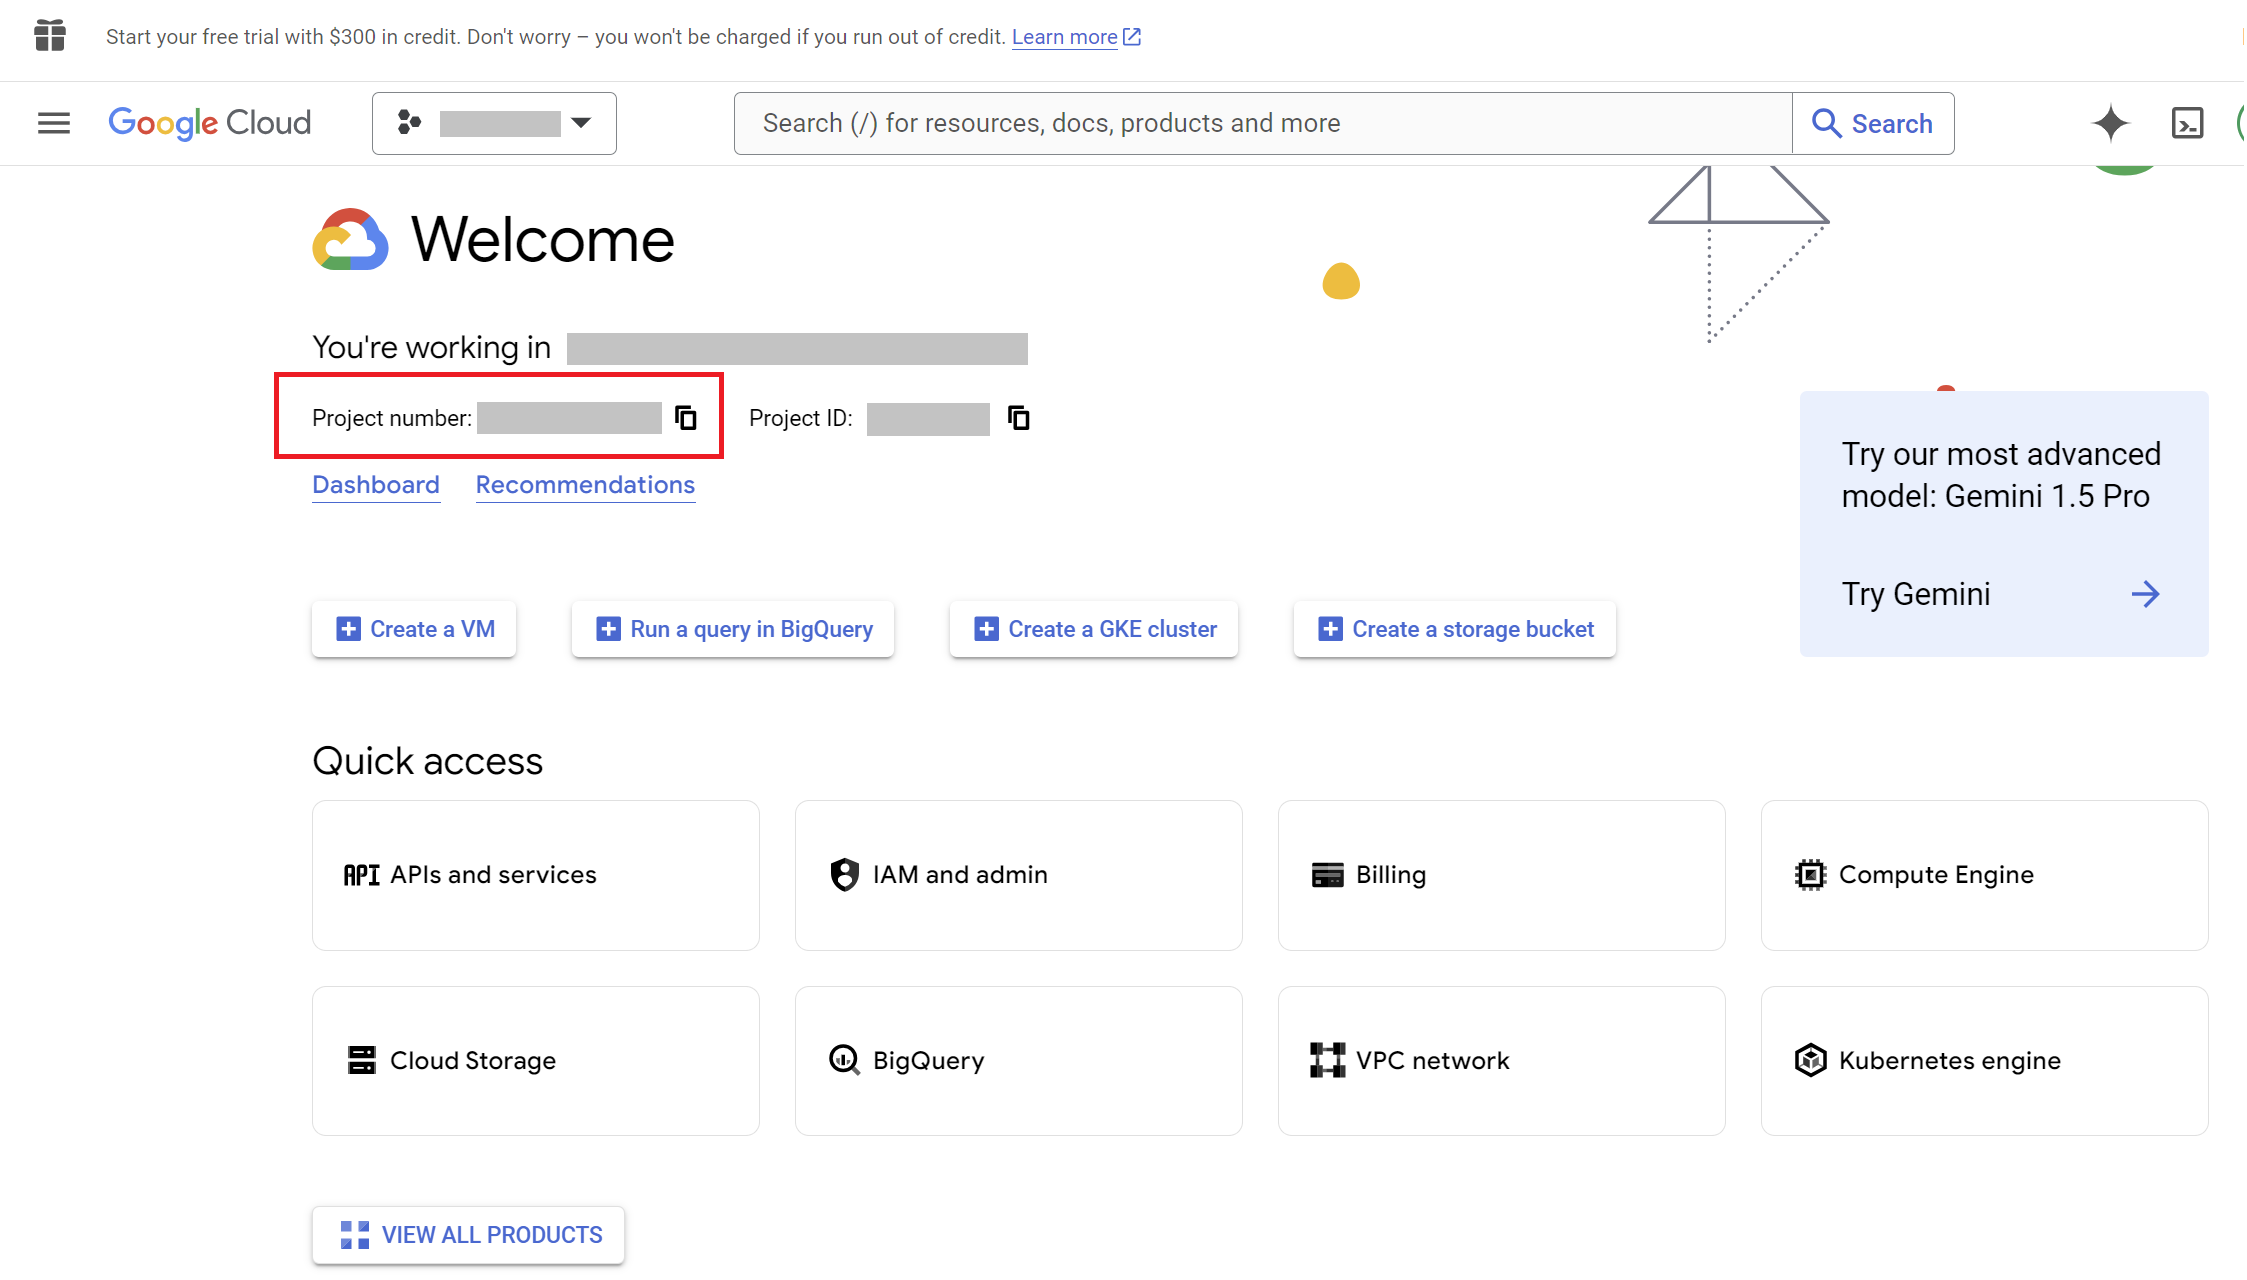 Start your free trial with $300 in credit. Don't worry – you won't be charged if you run out of credit. Learn more
Google Cloud
Search (/) for resources, docs, products and more
Search
Welcome
You're working in
Project number:
Project ID:
Dashboard
Recommendations
Try our most advanced
model: Gemini 1.5 Pro
Try Gemini
Create a VM
Run a query in BigQuery
Create a GKE cluster
Create a storage bucket
Quick access
API APIs and services
IAM and admin
Billing
Compute Engine
Cloud Storage
BigQuery
VPC network
Kubernetes engine
VIEW ALL PRODUCTS